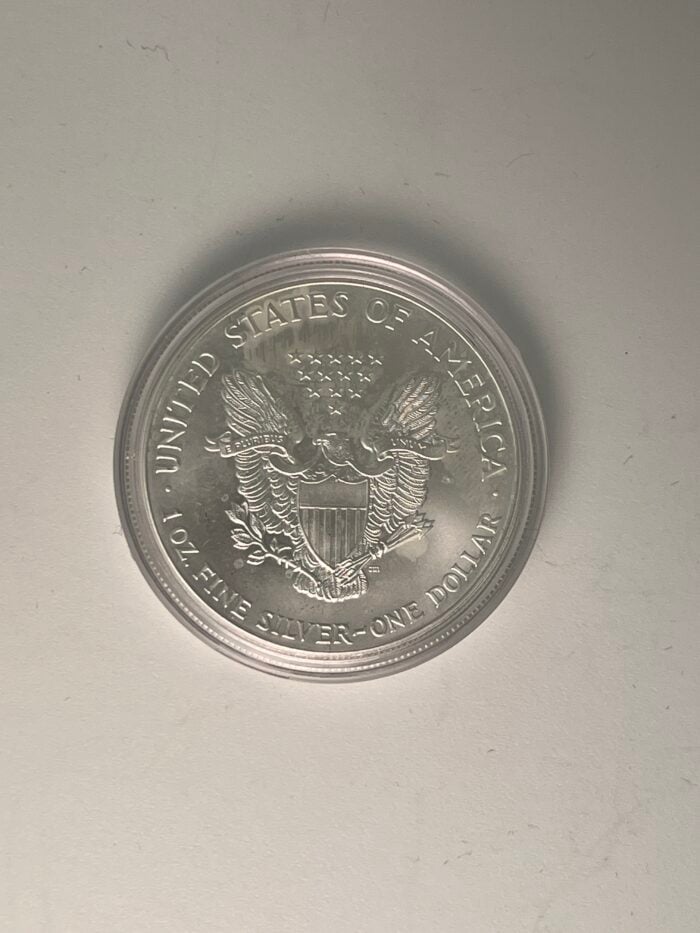 UNITED STATES OF AMERICA
E PLURIBUS UNUM
1 OZ. FINE SILVER~ONE DOLLAR